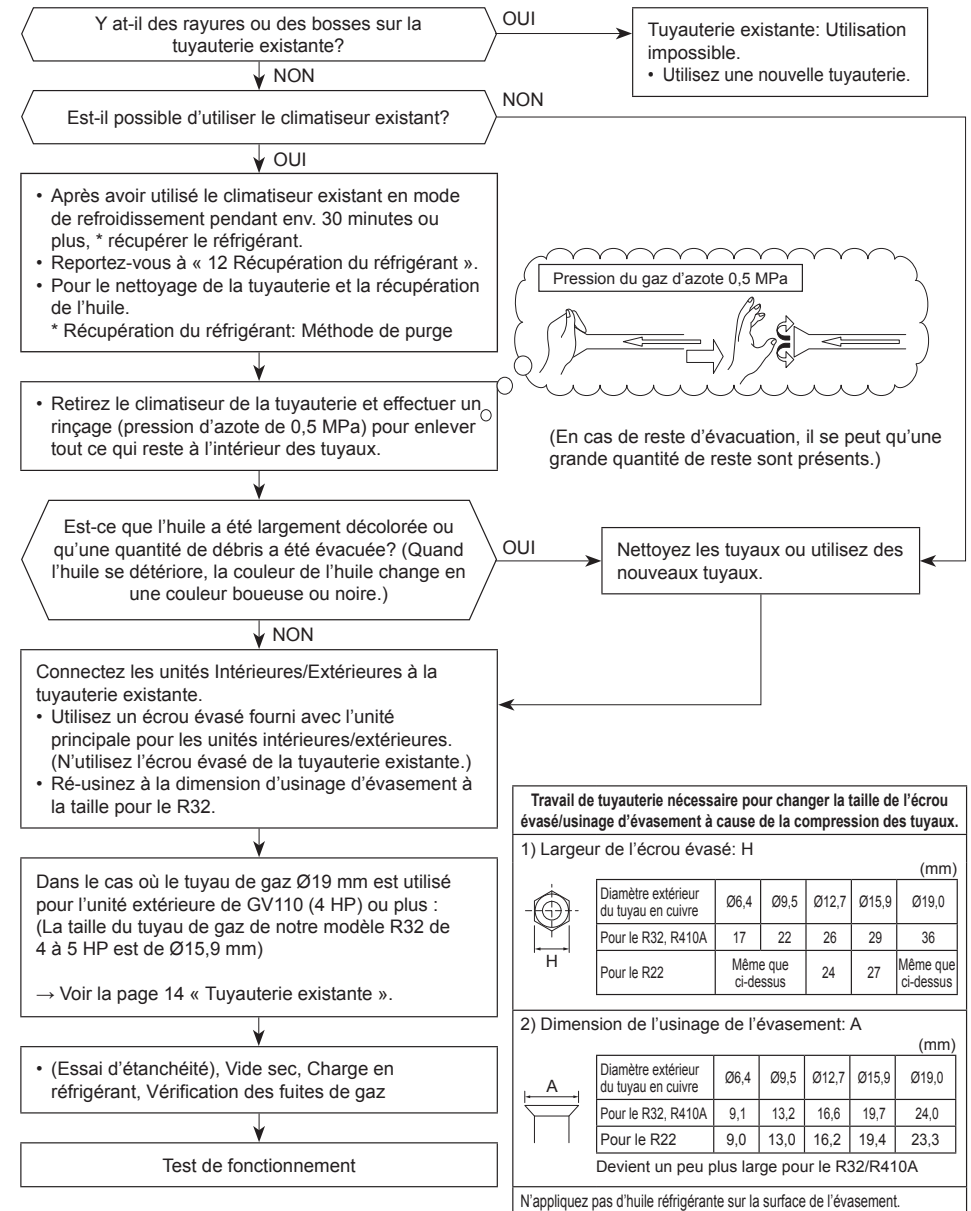 Y at-il des rayures ou des bosses sur la
tuyauterie existante?
OUI
Tuyauterie existante: Utilisation
impossible.
• Utilisez une nouvelle tuyauterie.
NON
Est-il possible d'utiliser le climatiseur existant?
NON
OUI
• Après avoir utilisé le climatiseur existant en mode
de refroidissement pendant env. 30 minutes ou
plus, * récupérer le réfrigérant.
• Reportez-vous à « 12 Récupération du réfrigérant ».
• Pour le nettoyage de la tuyauterie et la récupération
de l'huile.
* Récupération du réfrigérant: Méthode de purge
Pression du gaz d'azote 0,5 MPa
• Retirez le climatiseur de la tuyauterie et effectuer un
rinçage (pression d'azote de 0,5 MPa) pour enlever
tout ce qui reste à l'intérieur des tuyaux.
(En cas de reste d'évacuation, il se peut qu'une
grande quantité de reste sont présents.)
Est-ce que l'huile a été largement décolorée ou
qu'une quantité de débris a été évacuée? (Quand
l'huile se détériore, la couleur de l'huile change en
une couleur boueuse ou noire.)
OUI
Nettoyez les tuyaux ou utilisez des
nouveaux tuyaux.
NON
Connectez les unités Intérieures/Extérieures à la
tuyauterie existante.
• Utilisez un écrou évasé fourni avec l'unité
principale pour les unités intérieures/extérieures.
(N'utilisez l'écrou évasé de la tuyauterie existante.)
• Ré-usinez à la dimension d'usinage d'évasement à
la taille pour le R32.
Dans le cas où le tuyau de gaz Ø19 mm est utilisé
pour l'unité extérieure de GV110 (4 HP) ou plus :
(La taille du tuyau de gaz de notre modèle R32 de
4 à 5 HP est de Ø15,9 mm)
→ Voir la page 14 « Tuyauterie existante ».
• (Essai d'étanchéité), Vide sec, Charge en
réfrigérant, Vérification des fuites de gaz
Test de fonctionnement
Travail de tuyauterie nécessaire pour changer la taille de l'écrou
évasé/usinage d'évasement à cause de la compression des tuyaux.
1) Largeur de l'écrou évasé: H
(mm)
H
Diamètre extérieur
du tuyau en cuivre Ø6,4 Ø9,5 Ø12,7 Ø15,9 Ø19,0
Pour le R32, R410A 17 22 26 29 36
Pour le R22 Même que
ci-dessus 24 27 Même que
ci-dessus
2) Dimension de l'usinage de l'évasement: A
(mm)
A
Diamètre extérieur
du tuyau en cuivre Ø6,4 Ø9,5 Ø12,7 Ø15,9 Ø19,0
Pour le R32, R410A 9,1 13,2 16,6 19,7 24,0
Pour le R22 9,0 13,0 16,2 19,4 23,3
Devient un peu plus large pour le R32/R410A
N'appliquez pas d'huile réfrigérante sur la surface de l'évasement.